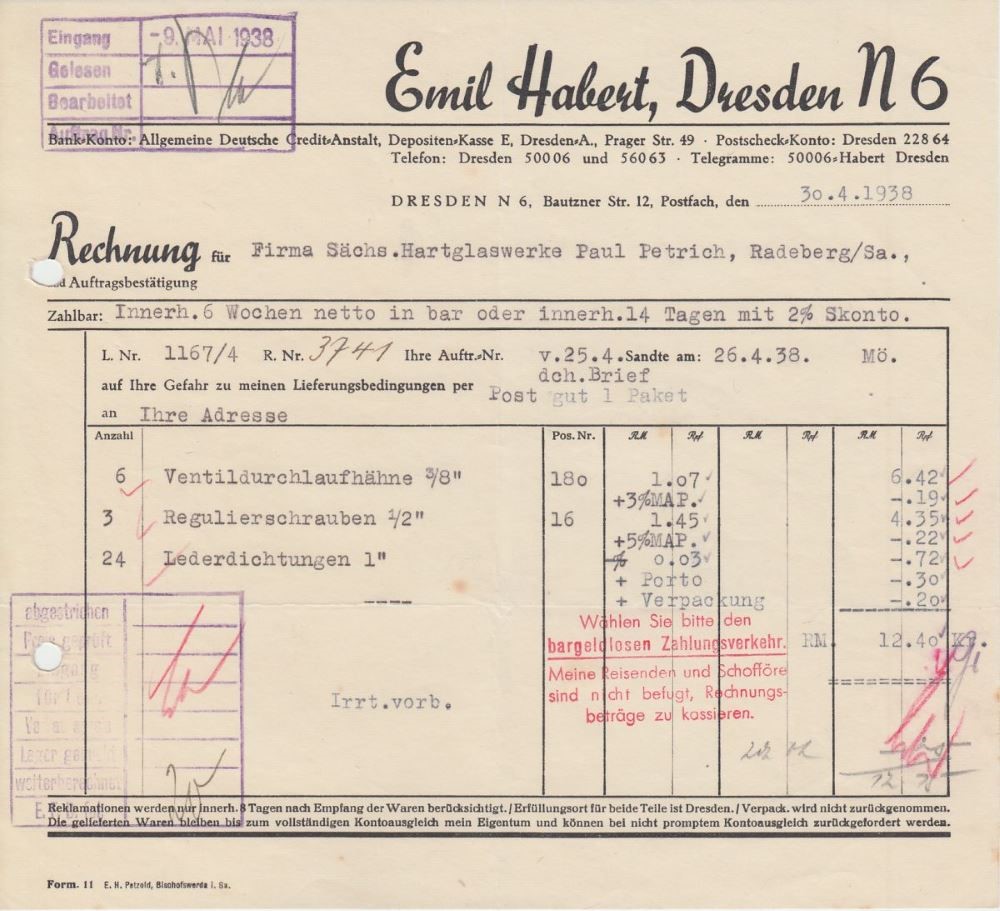 Eingang -9. MAI 1938
Gelesen
Bearbeitet
Auftrag Nr.
Emil Habert, Dresden N 6
Bank-Konto: Allgemeine Deutsche Credit-Anstalt, Depositen-Kasse E, Dresden-A., Prager Str. 49 · Postscheck-Konto: Dresden 228 64
Telefon: Dresden 50006 und 56063 · Telegramme: 50006-Habert Dresden
DRESDEN N 6, Bautzner Str. 12, Postfach, den 30.4.1938
Rechnung für Firma Sächs.Hartglaswerke Paul Petrich, Radeberg/Sa.,
Auftragsbestätigung
Zahlbar: Innerh.6 Wochen netto in bar oder innerh.14 Tagen mit 2% Skonto.
L. Nr. 1167/4 R. Nr. 3741 Ihre Auftr.-Nr. v.25.4. Sandte am: 26.4.38. Mö.
dch.Brief
auf Ihre Gefahr zu meinen Lieferungsbedingungen per Post gut 1 Paket
an Ihre Adresse
Anzahl Pos. Nr. RM Rpf RM Rpf RM Rpf
6 Ventildurchlaufhähne 3/8" 180 1.07 6.42
+3%MAP. -.19
3 Regulierschrauben 1/2" 16 1.45 4.35
+5%MAP. -.22
24 Lederdichtungen 1" % 0.03 -.72
+ Porto -.30
---- + Verpackung -.20
abgestrichen
Preis geprüft
Eingang
Wählen Sie bitte den
bargeldlosen Zahlungsverkehr. RM. 12.40
Meine Reisenden und Schofföre
sind nicht befugt, Rechnungs-
beträge zu kassieren.
Irrt.vorb.
Lager
weiterberechnet
Reklamationen werden nur innerh. 8 Tagen nach Empfang der Waren berücksichtigt. / Erfüllungsort für beide Teile ist Dresden. / Verpack. wird nicht zurückgenommen.
Die gelieferten Waren bleiben bis zum vollständigen Kontoausgleich mein Eigentum und können bei nicht promptem Kontoausgleich zurückgefordert werden.
Form. 11 E. H. Petzold, Bischofswerda i. Sa.